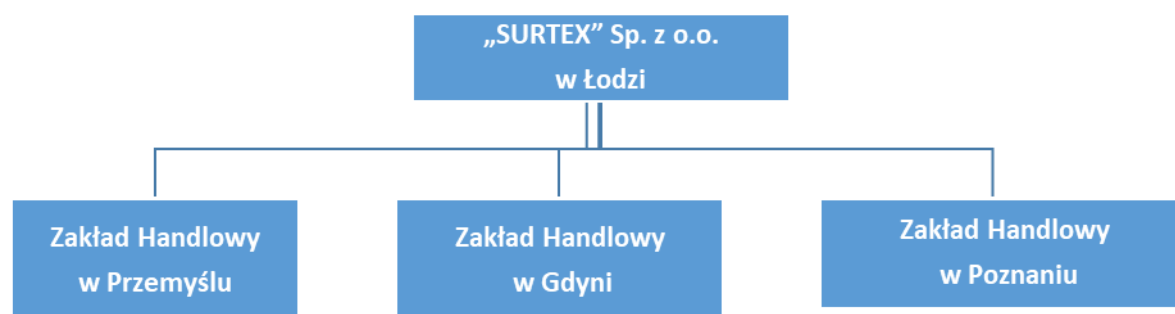 „SURTEX” Sp. z o.o.
w Łodzi
Zakład Handlowy
w Przemyślu
Zakład Handlowy
w Gdyni
Zakład Handlowy
w Poznaniu